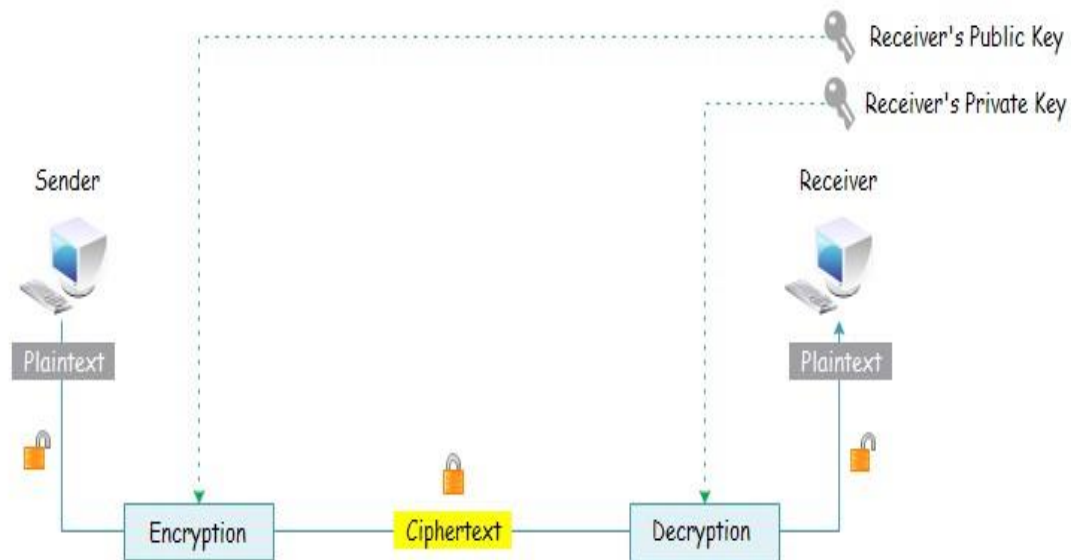 Receiver's Public Key
Receiver's Private Key
Sender
Receiver
Plaintext
Plaintext
Encryption
Ciphertext
Decryption